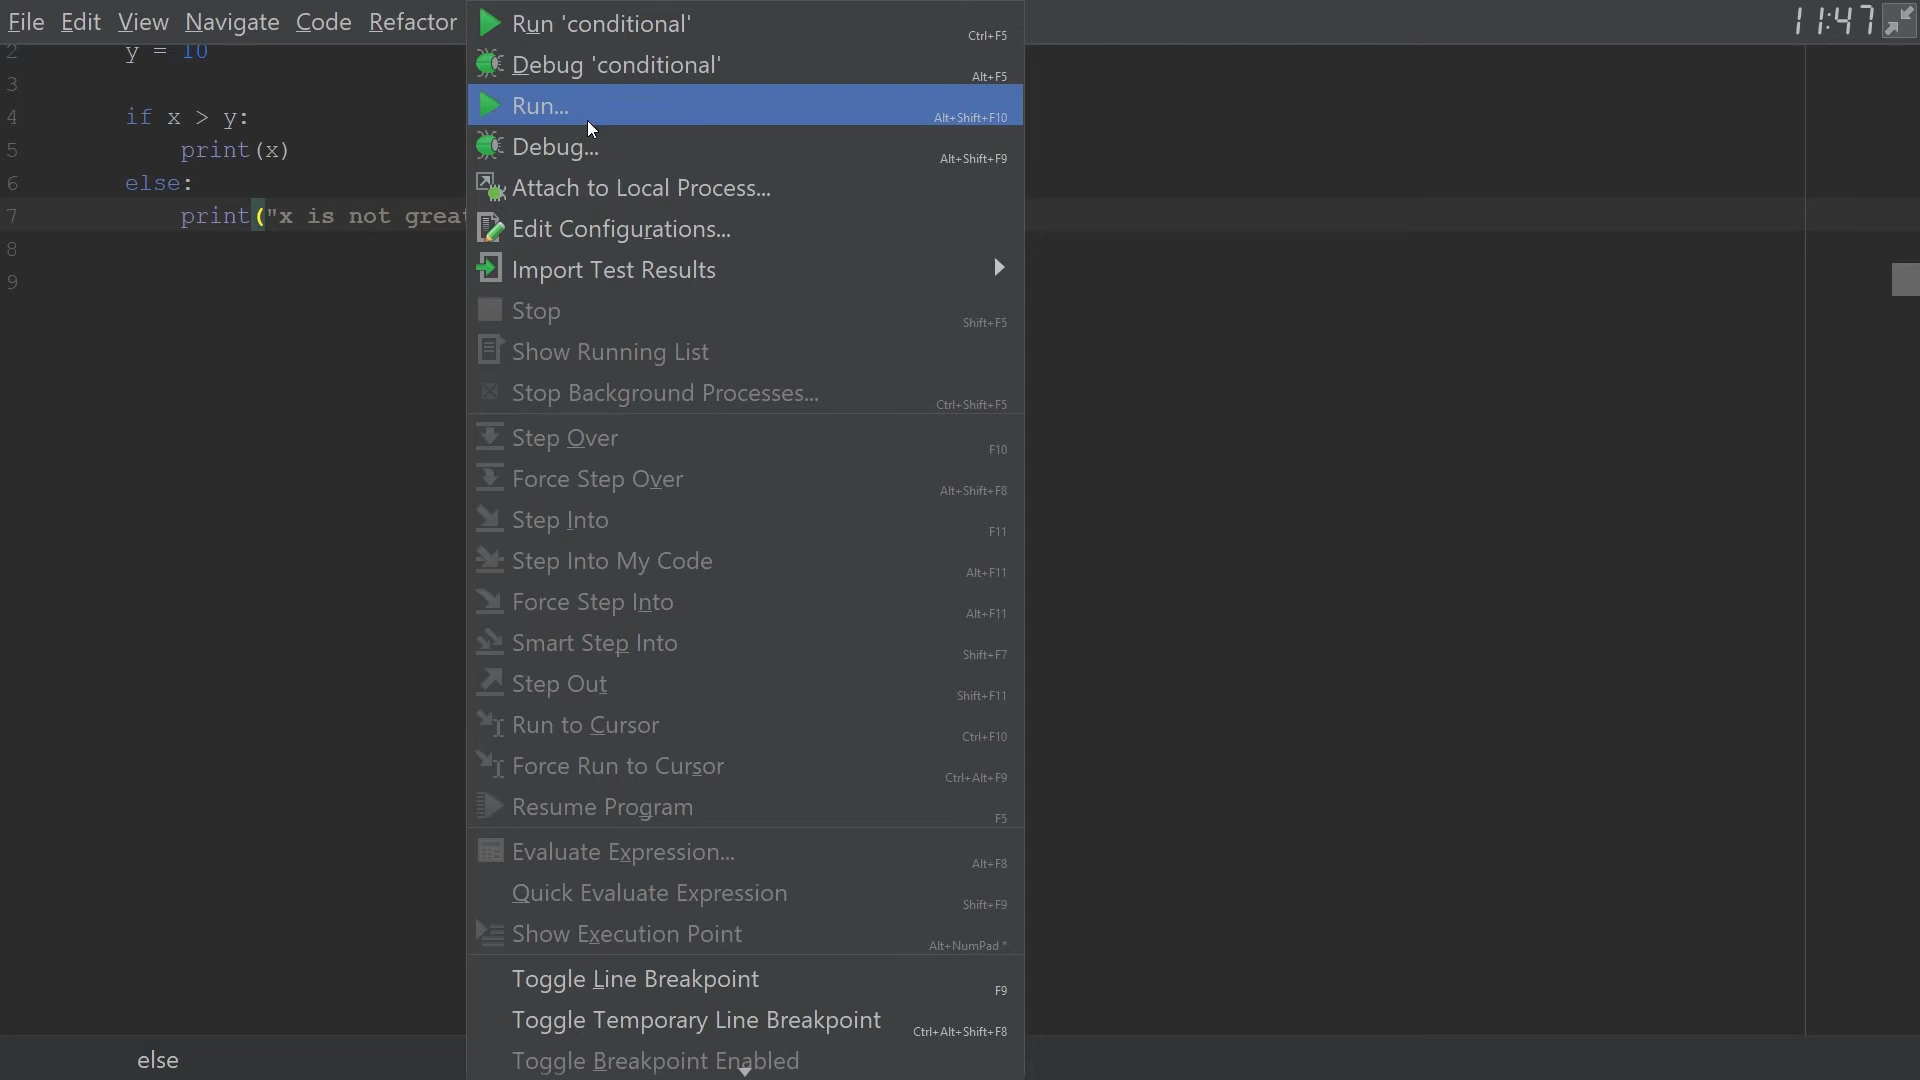 File Edit View Navigate Code Refactor
11:47
2 y = 10
3
4 if x > y:
5 print(x)
6 else:
7 print("x is not great
8
9
Run 'conditional' Ctrl+F5
Debug 'conditional' Alt+F5
Run... Alt+Shift+F10
Debug... Alt+Shift+F9
Attach to Local Process...
Edit Configurations...
Import Test Results
Stop Shift+F5
Show Running List
Stop Background Processes... Ctrl+Shift+F5
Step Over F10
Force Step Over Alt+Shift+F8
Step Into F11
Step Into My Code Alt+F11
Force Step Into Alt+F11
Smart Step Into Shift+F7
Step Out Shift+F11
Run to Cursor Ctrl+F10
Force Run to Cursor Ctrl+Alt+F9
Resume Program F5
Evaluate Expression... Alt+F8
Quick Evaluate Expression Shift+F9
Show Execution Point Alt+NumPad *
Toggle Line Breakpoint F9
Toggle Temporary Line Breakpoint Ctrl+Alt+Shift+F8
Toggle Breakpoint Enabled
else